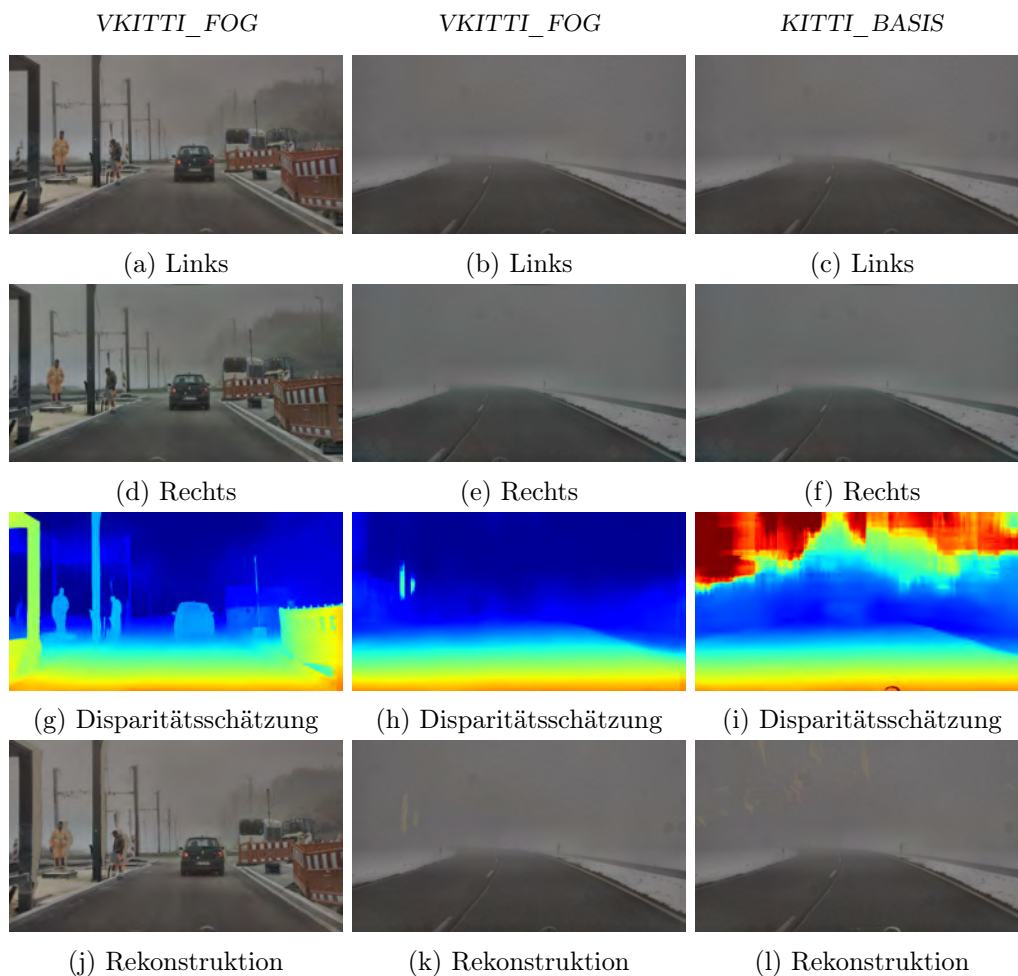 VKITTI_FOG VKITTI_FOG KITTI_BASIS
(a) Links (b) Links (c) Links
(d) Rechts (e) Rechts (f) Rechts
(g) Disparitätsschätzung (h) Disparitätsschätzung (i) Disparitätsschätzung
(j) Rekonstruktion (k) Rekonstruktion (l) Rekonstruktion